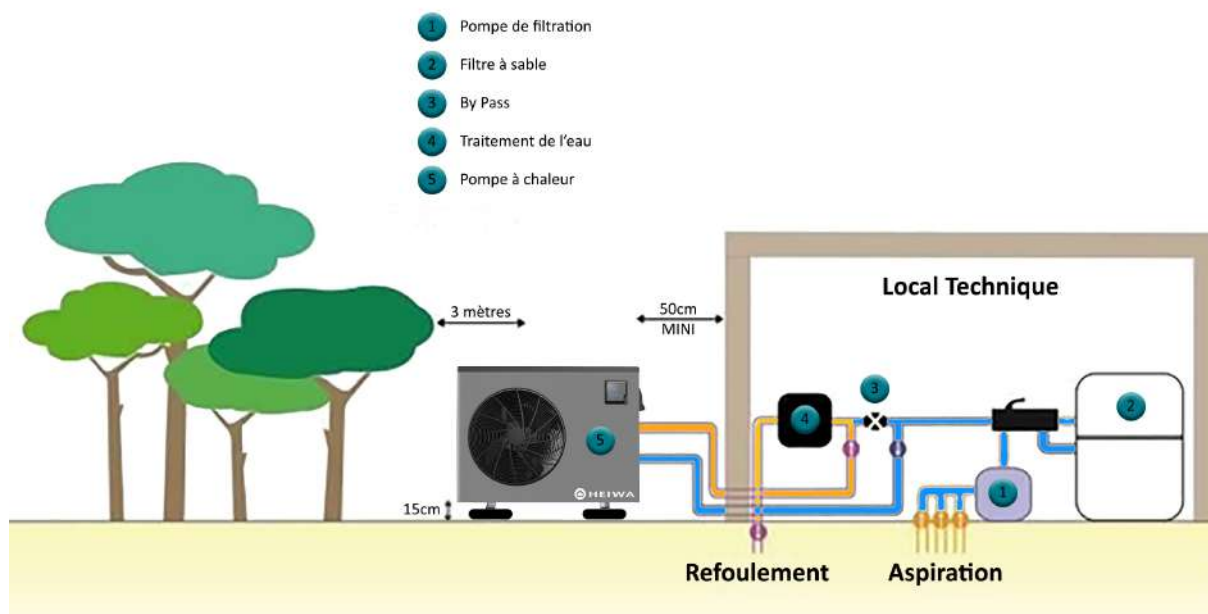 1 Pompe de filtration
2 Filtre à sable
3 By Pass
4 Traitement de l'eau
5 Pompe à chaleur
Local Technique
3 mètres
50cm
MINI
3
4
2
5
1
HEIWA
15cm
Refoulement
Aspiration